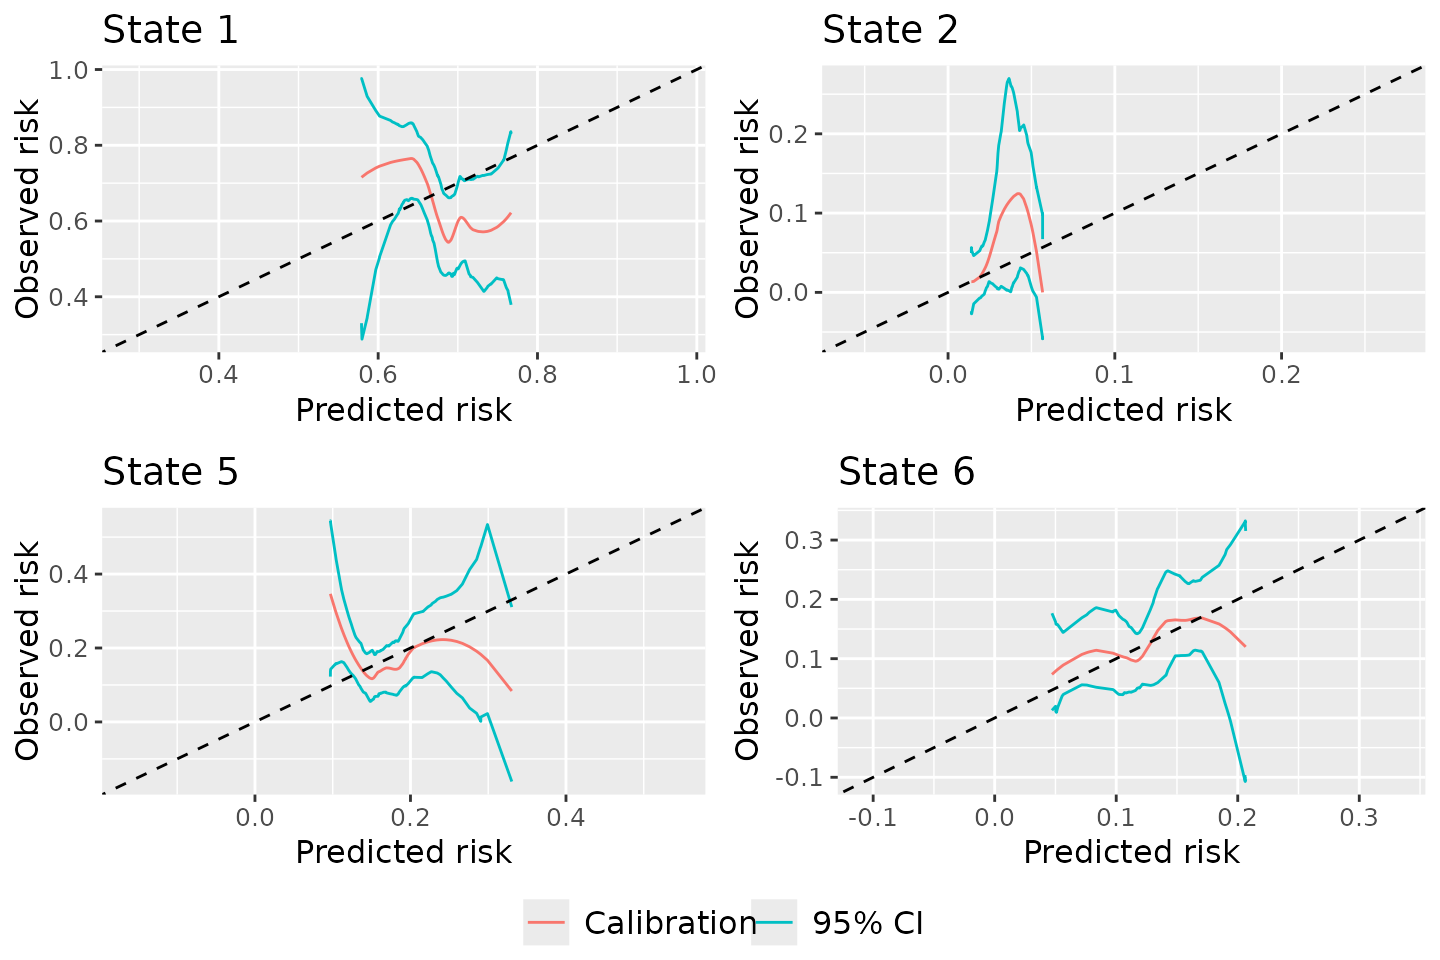 State 1
Observed risk
1.0
0.8
0.6
0.4
0.4 0.6 0.8 1.0
Predicted risk
State 2
Observed risk
0.2
0.1
0.0
0.0 0.1 0.2
Predicted risk
State 5
Observed risk
0.4
0.2
0.0
0.0 0.2 0.4
Predicted risk
State 6
Observed risk
0.3
0.2
0.1
0.0
-0.1
-0.1 0.0 0.1 0.2 0.3
Predicted risk
Calibration 95% CI